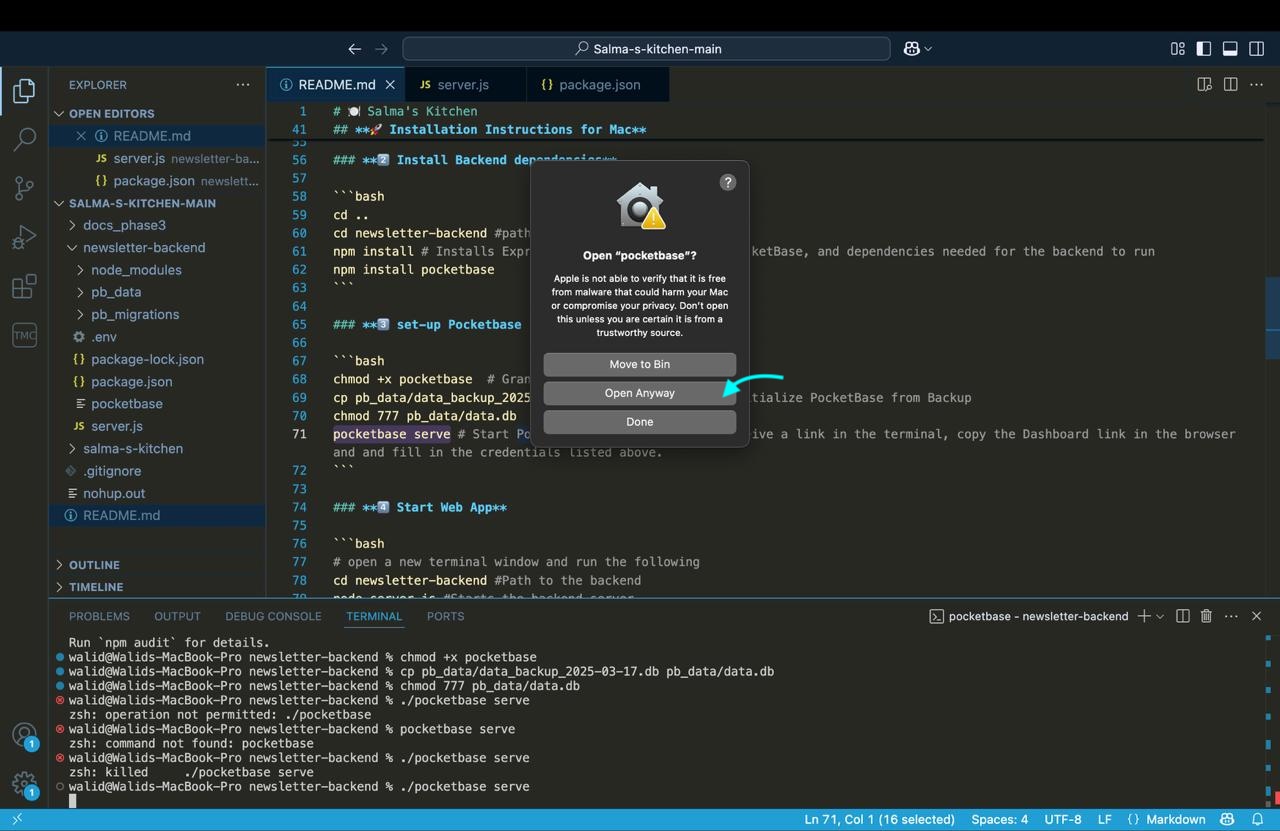 Salma-s-kitchen-main
EXPLORER
OPEN EDITORS
README.md
JS server.js newsletter-ba...
{} package.json newslett...
SALMA-S-KITCHEN-MAIN
docs_phase3
newsletter-backend
node_modules
pb_data
pb_migrations
.env
{} package-lock.json
{} package.json
pocketbase
JS server.js
salma-s-kitchen
.gitignore
nohup.out
README.md
OUTLINE
TIMELINE
TMC
1
1
README.md
JS server.js
{} package.json
1 # 🍽 Salma's Kitchen
41 ## **🚀 Installation Instructions for Mac**
55
56 ### **2️⃣ Install Backend dependencies**
57
58 ```bash
59 cd ..
60 cd newsletter-backend #path
61 npm install # Installs Expr ketBase, and dependencies needed for the backend to run
62 npm install pocketbase
63 ```
64
65 ### **3️⃣ set-up Pocketbase
66
67 ```bash
68 chmod +x pocketbase # Gran
69 cp pb_data/data_backup_2025 tialize PocketBase from Backup
70 chmod 777 pb_data/data.db
71 pocketbase serve # Start Po ive a link in the terminal, copy the Dashboard link in the browser
and and fill in the credentials listed above.
72 ```
73
74 ### **4️⃣ Start Web App**
75
76 ```bash
77 # open a new terminal window and run the following
78 cd newsletter-backend #Path to the backend
79 node server.js #Starts the backend server
?
Open “pocketbase”?
Apple is not able to verify that it is free
from malware that could harm your Mac
or compromise your privacy. Don’t open
this unless you are certain it is from a
trustworthy source.
Move to Bin
Open Anyway
Done
PROBLEMS OUTPUT DEBUG CONSOLE TERMINAL PORTS
pocketbase - newsletter-backend
Run `npm audit` for details.
walid@Walids-MacBook-Pro newsletter-backend % chmod +x pocketbase
walid@Walids-MacBook-Pro newsletter-backend % cp pb_data/data_backup_2025-03-17.db pb_data/data.db
walid@Walids-MacBook-Pro newsletter-backend % chmod 777 pb_data/data.db
walid@Walids-MacBook-Pro newsletter-backend % ./pocketbase serve
zsh: operation not permitted: ./pocketbase
walid@Walids-MacBook-Pro newsletter-backend % pocketbase serve
zsh: command not found: pocketbase
walid@Walids-MacBook-Pro newsletter-backend % ./pocketbase serve
zsh: killed ./pocketbase serve
walid@Walids-MacBook-Pro newsletter-backend % ./pocketbase serve
Ln 71, Col 1 (16 selected) Spaces: 4 UTF-8 LF {} Markdown